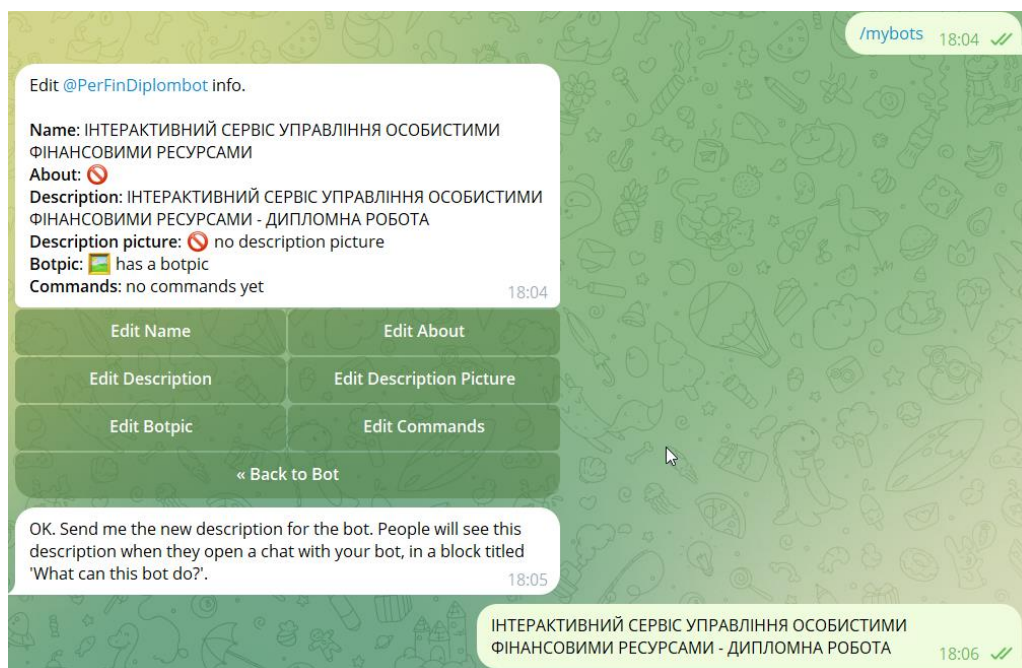 /mybots 18:04
Edit @PerFinDiplombot info.
Name: ІНТЕРАКТИВНИЙ СЕРВІС УПРАВЛІННЯ ОСОБИСТИМИ
ФІНАНСОВИМИ РЕСУРСАМИ
About: 🚫
Description: ІНТЕРАКТИВНИЙ СЕРВІС УПРАВЛІННЯ ОСОБИСТИМИ
ФІНАНСОВИМИ РЕСУРСАМИ - ДИПЛОМНА РОБОТА
Description picture: 🚫 no description picture
Botpic: 🖼 has a botpic
Commands: no commands yet
18:04
Edit Name
Edit About
Edit Description
Edit Description Picture
Edit Botpic
Edit Commands
« Back to Bot
OK. Send me the new description for the bot. People will see this
description when they open a chat with your bot, in a block titled
'What can this bot do?'.
18:05
ІНТЕРАКТИВНИЙ СЕРВІС УПРАВЛІННЯ ОСОБИСТИМИ
ФІНАНСОВИМИ РЕСУРСАМИ - ДИПЛОМНА РОБОТА
18:06